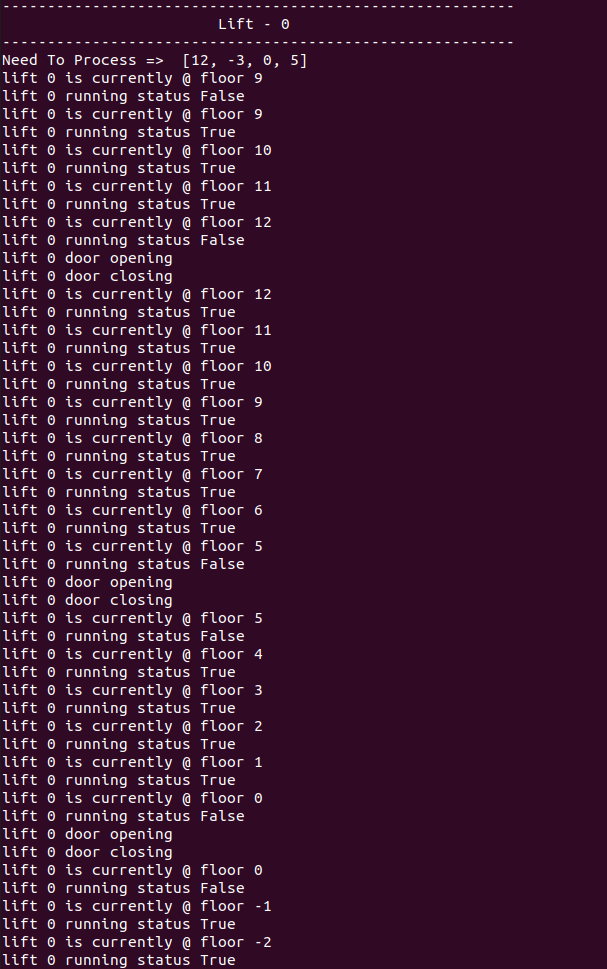 ---------------------------------------------------------
Lift - 0
---------------------------------------------------------
Need To Process =>  [12, -3, 0, 5]
lift 0 is currently @ floor 9
lift 0 running status False
lift 0 is currently @ floor 9
lift 0 running status True
lift 0 is currently @ floor 10
lift 0 running status True
lift 0 is currently @ floor 11
lift 0 running status True
lift 0 is currently @ floor 12
lift 0 running status False
lift 0 door opening
lift 0 door closing
lift 0 is currently @ floor 12
lift 0 running status True
lift 0 is currently @ floor 11
lift 0 running status True
lift 0 is currently @ floor 10
lift 0 running status True
lift 0 is currently @ floor 9
lift 0 running status True
lift 0 is currently @ floor 8
lift 0 running status True
lift 0 is currently @ floor 7
lift 0 running status True
lift 0 is currently @ floor 6
lift 0 running status True
lift 0 is currently @ floor 5
lift 0 running status False
lift 0 door opening
lift 0 door closing
lift 0 is currently @ floor 5
lift 0 running status False
lift 0 is currently @ floor 4
lift 0 running status True
lift 0 is currently @ floor 3
lift 0 running status True
lift 0 is currently @ floor 2
lift 0 running status True
lift 0 is currently @ floor 1
lift 0 running status True
lift 0 is currently @ floor 0
lift 0 running status False
lift 0 door opening
lift 0 door closing
lift 0 is currently @ floor 0
lift 0 running status False
lift 0 is currently @ floor -1
lift 0 running status True
lift 0 is currently @ floor -2
lift 0 running status True